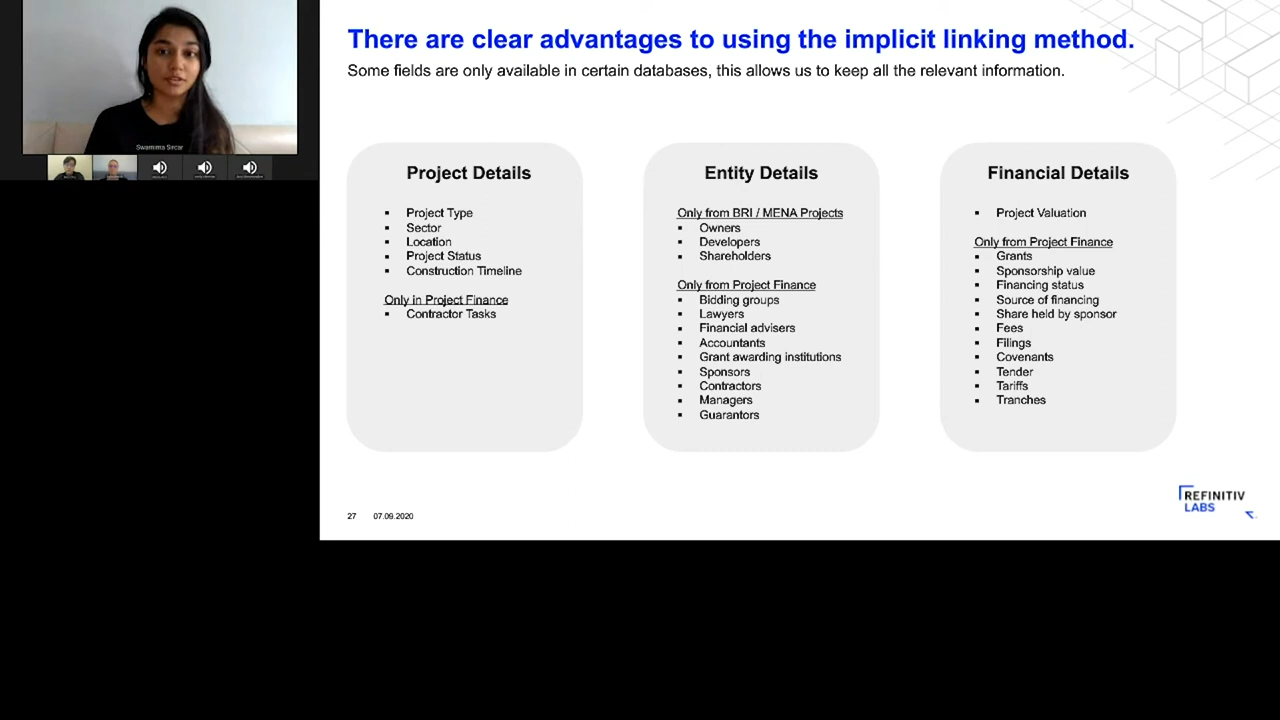 There are clear advantages to using the implicit linking method.
Some fields are only available in certain databases, this allows us to keep all the relevant information.
Swarnima Sircar
Project Details
▪ Project Type
▪ Sector
▪ Location
▪ Project Status
▪ Construction Timeline
Only in Project Finance
▪ Contractor Tasks
Entity Details
Only from BRI / MENA Projects
▪ Owners
▪ Developers
▪ Shareholders
Only from Project Finance
▪ Bidding groups
▪ Lawyers
▪ Financial advisers
▪ Accountants
▪ Grant awarding institutions
▪ Sponsors
▪ Contractors
▪ Managers
▪ Guarantors
Financial Details
▪ Project Valuation
Only from Project Finance
▪ Grants
▪ Sponsorship value
▪ Financing status
▪ Source of financing
▪ Share held by sponsor
▪ Fees
▪ Filings
▪ Covenants
▪ Tender
▪ Tariffs
▪ Tranches
27 07.09.2020
REFINITIV
LABS